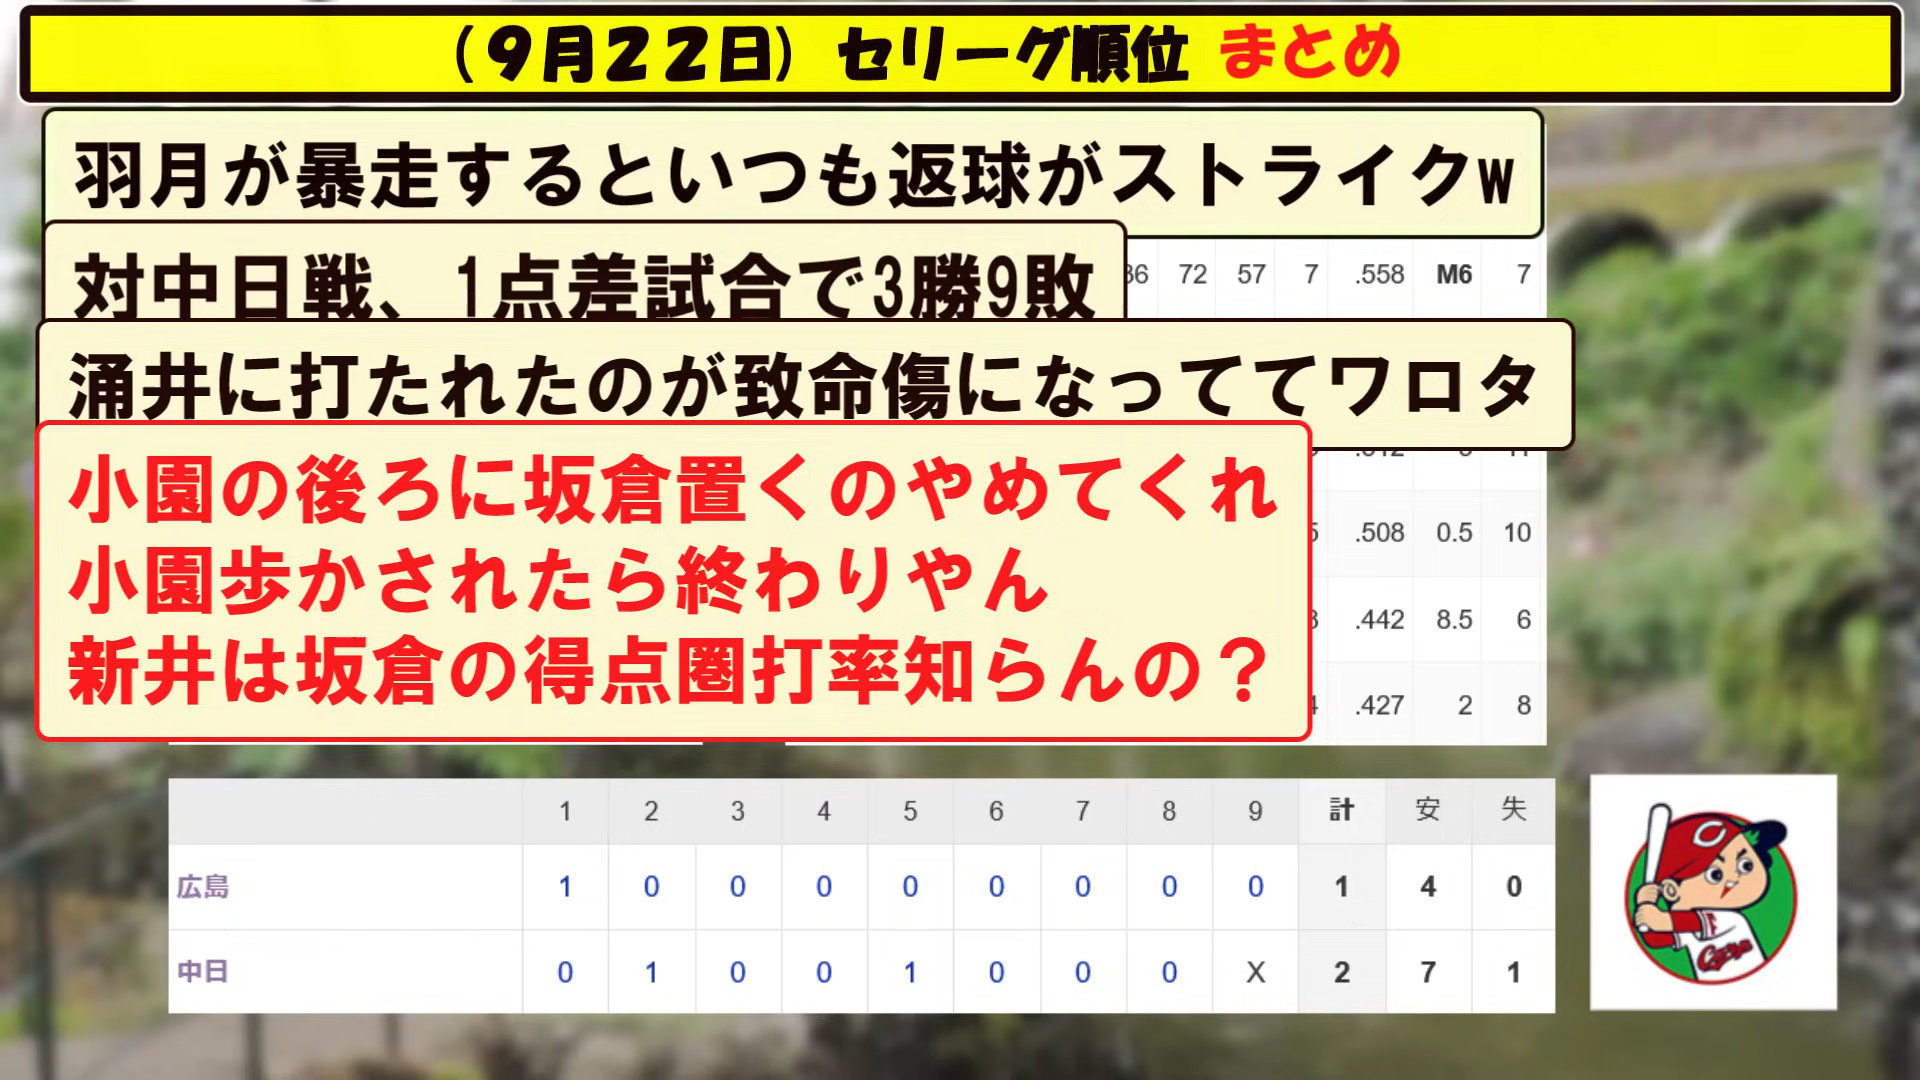 (9月22日) セリーグ順位 まとめ
羽月が暴走するといつも返球がストライクw
対中日戦、1点差試合で3勝9敗
72 57 7 .558 M6 7
涌井に打たれたのが致命傷になっててワロタ
小園の後ろに坂倉置くのやめてくれ
.508 0.5 10
小園歩かされたら終わりやん
.442 8.5 6
新井は坂倉の得点圏打率知らんの？
.427 2 8
1 2 3 4 5 6 7 8 9 計 安 失
広島 1 0 0 0 0 0 0 0 0 1 4 0
中日 0 1 0 0 1 0 0 0 X 2 7 1
C
Carp